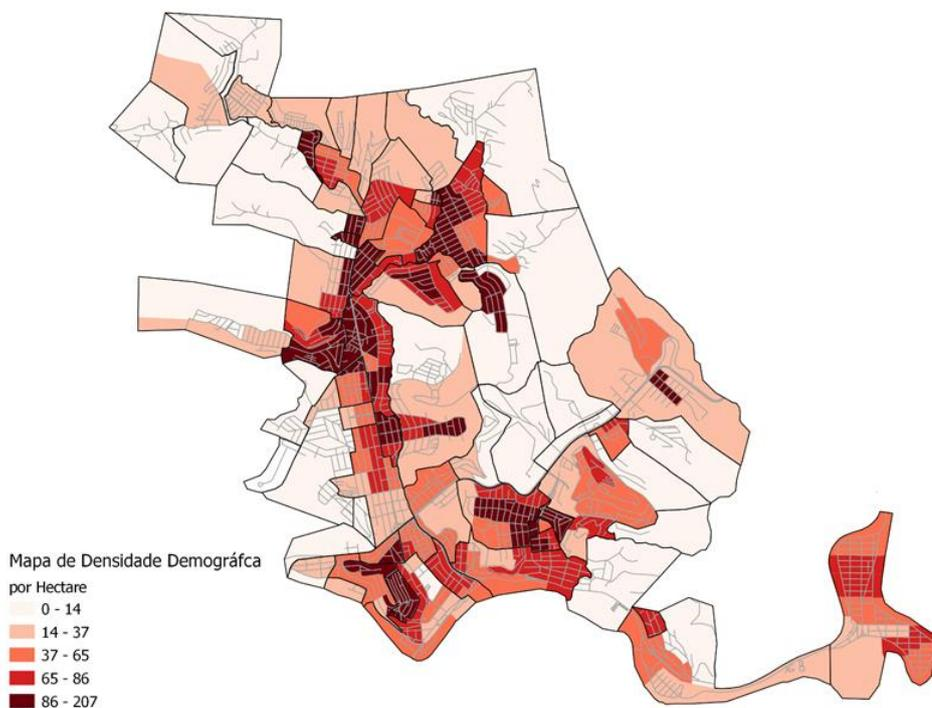 Mapa de Densidade Demográfca
por Hectare
0 - 14
14 - 37
37 - 65
65 - 86
86 - 207